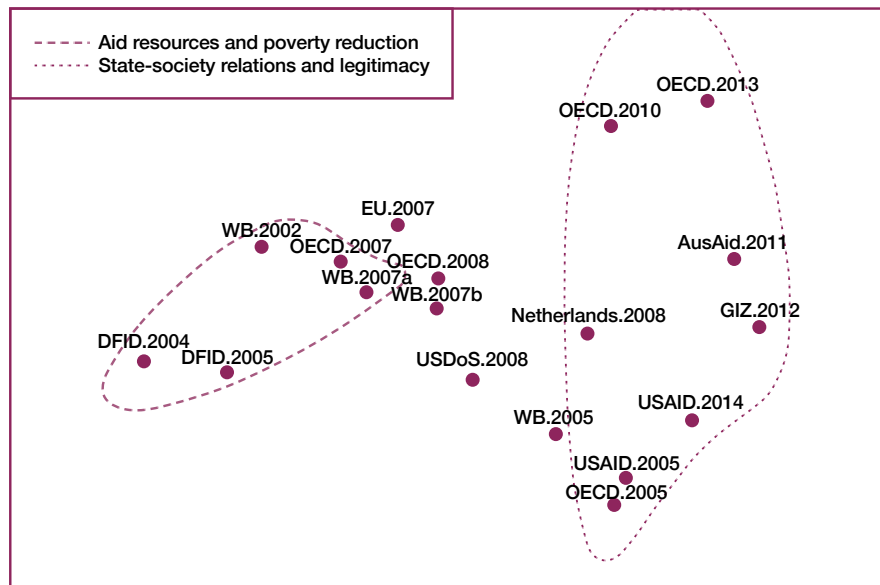 Aid resources and poverty reduction
State-society relations and legitimacy
OECD.2013
OECD.2010
EU.2007
WB.2002
OECD.2007
AusAid.2011
OECD.2008
WB.2007a
WB.2007b
Netherlands.2008
GIZ.2012
DFID.2004
DFID.2005
USDoS.2008
USAID.2014
WB.2005
USAID.2005
OECD.2005